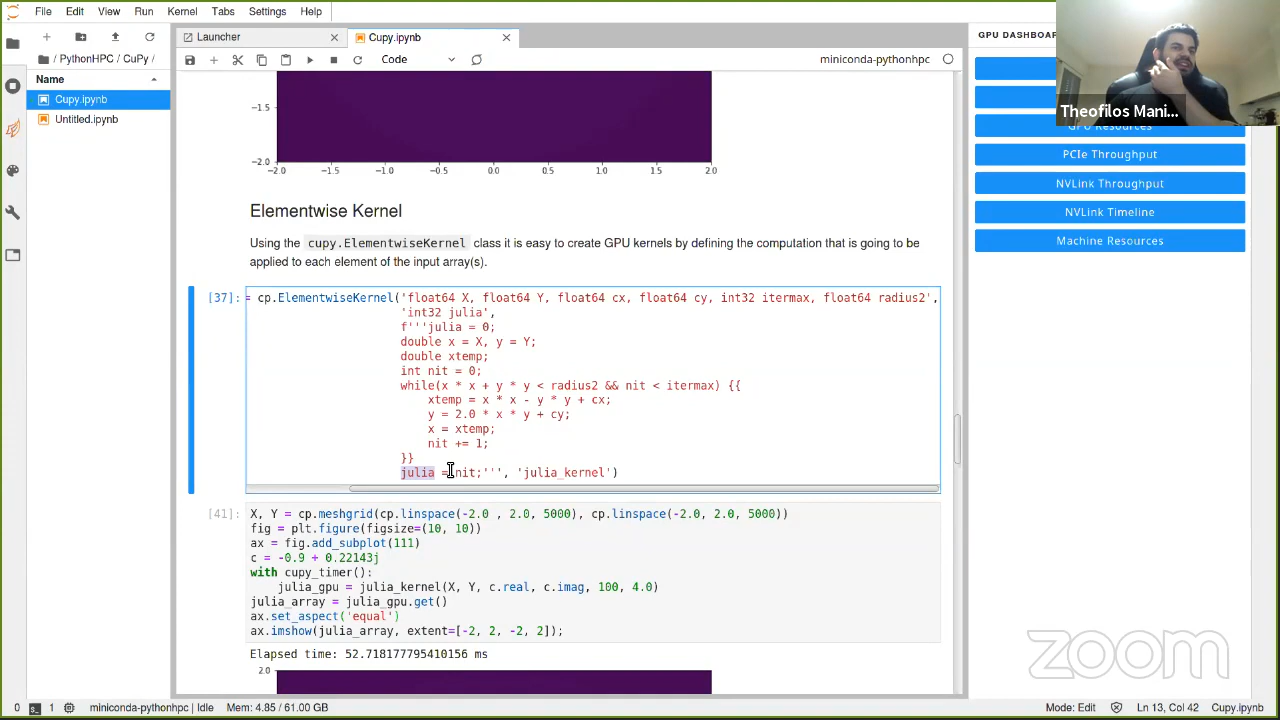 File Edit View Run Kernel Tabs Settings Help
GPU DASHBOAR
Launcher
Cupy.ipynb
/ PythonHPC / CuPy /
Code
miniconda-pythonhpc
Name
Cupy.ipynb
Untitled.ipynb
Theofilos Mani...
GPU Resources
PCIe Throughput
NVLink Throughput
NVLink Timeline
Machine Resources
−1.5
−2.0
−2.0 −1.5 −1.0 −0.5 0.0 0.5 1.0 1.5 2.0
Elementwise Kernel
Using the cupy.ElementwiseKernel class it is easy to create GPU kernels by defining the computation that is going to be
applied to each element of the input array(s).
[37]: = cp.ElementwiseKernel('float64 X, float64 Y, float64 cx, float64 cy, int32 itermax, float64 radius2',
'int32 julia',
f'''julia = 0;
double x = X, y = Y;
double xtemp;
int nit = 0;
while(x * x + y * y < radius2 && nit < itermax) {{
xtemp = x * x - y * y + cx;
y = 2.0 * x * y + cy;
x = xtemp;
nit += 1;
}}
julia = nit;''', 'julia_kernel')
[41]: X, Y = cp.meshgrid(cp.linspace(-2.0 , 2.0, 5000), cp.linspace(-2.0, 2.0, 5000))
fig = plt.figure(figsize=(10, 10))
ax = fig.add_subplot(111)
c = -0.9 + 0.22143j
with cupy_timer():
julia_gpu = julia_kernel(X, Y, c.real, c.imag, 100, 4.0)
julia_array = julia_gpu.get()
ax.set_aspect('equal')
ax.imshow(julia_array, extent=[-2, 2, -2, 2]);
Elapsed time: 52.718177795410156 ms
2.0
zoom
0 1 miniconda-pythonhpc | Idle Mem: 4.85 / 61.00 GB
Mode: Edit Ln 13, Col 42 Cupy.ipynb